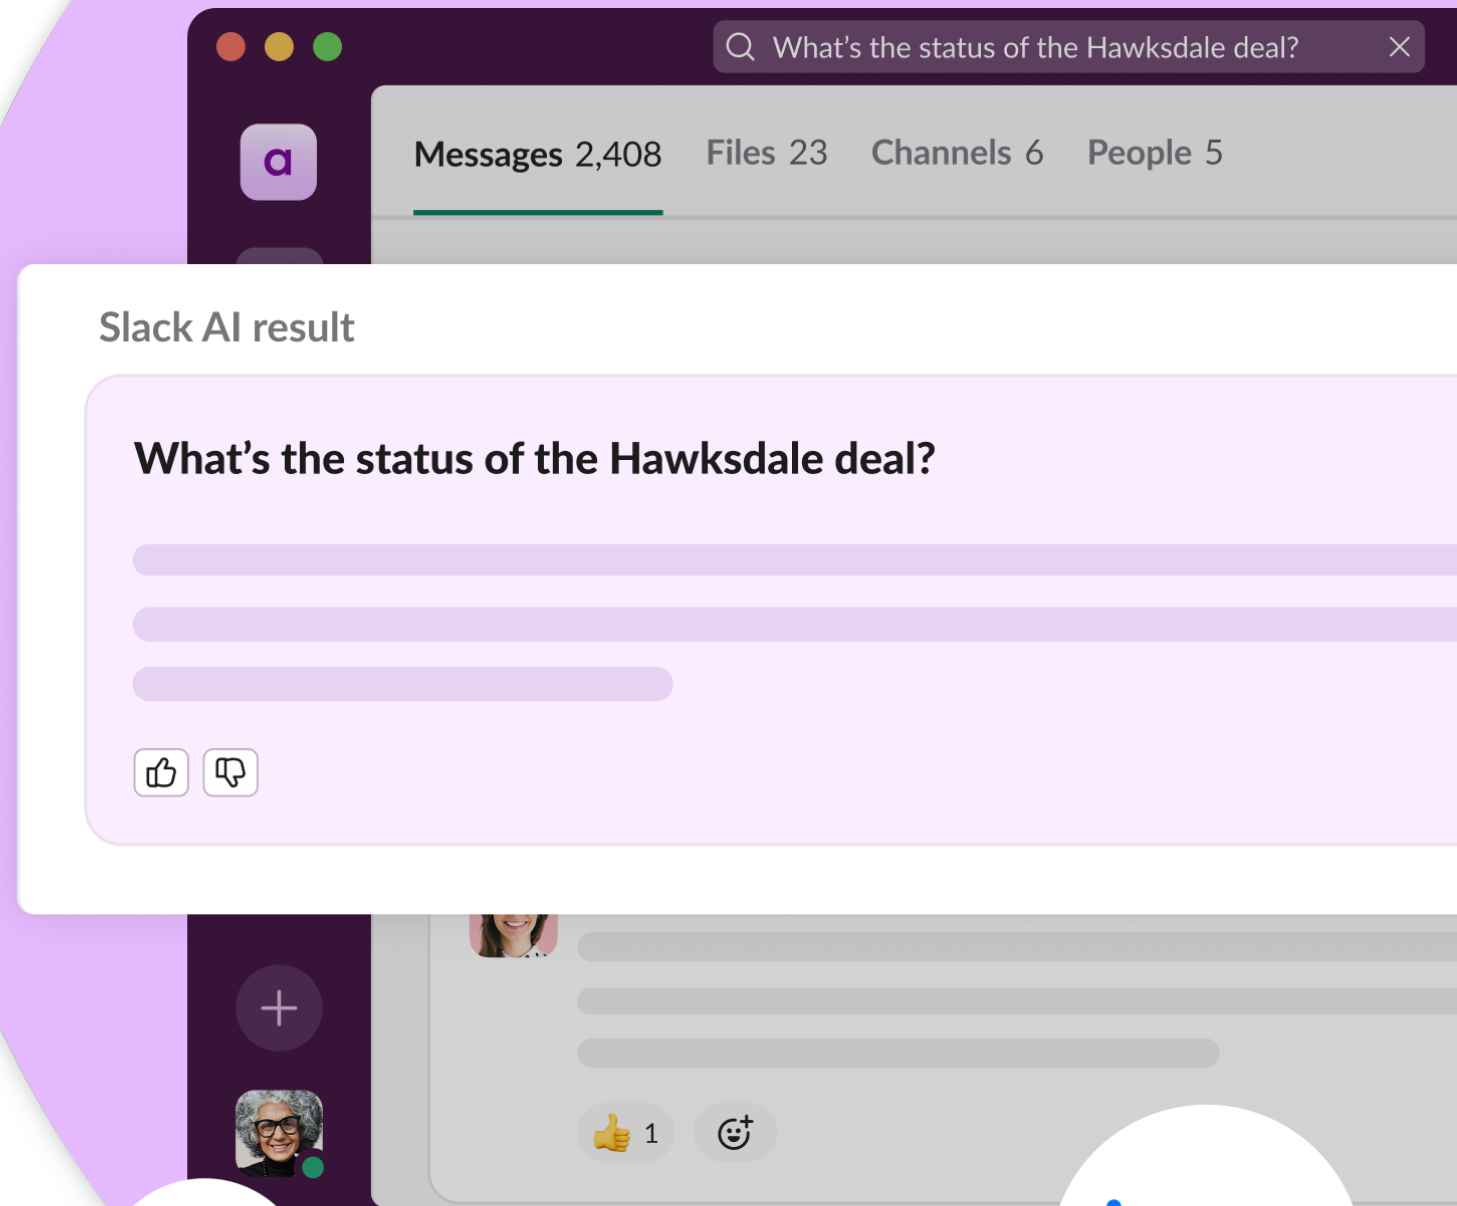 What’s the status of the Hawksdale deal?
a
Messages 2,408 Files 23 Channels 6 People 5
Slack AI result
What’s the status of the Hawksdale deal?
1